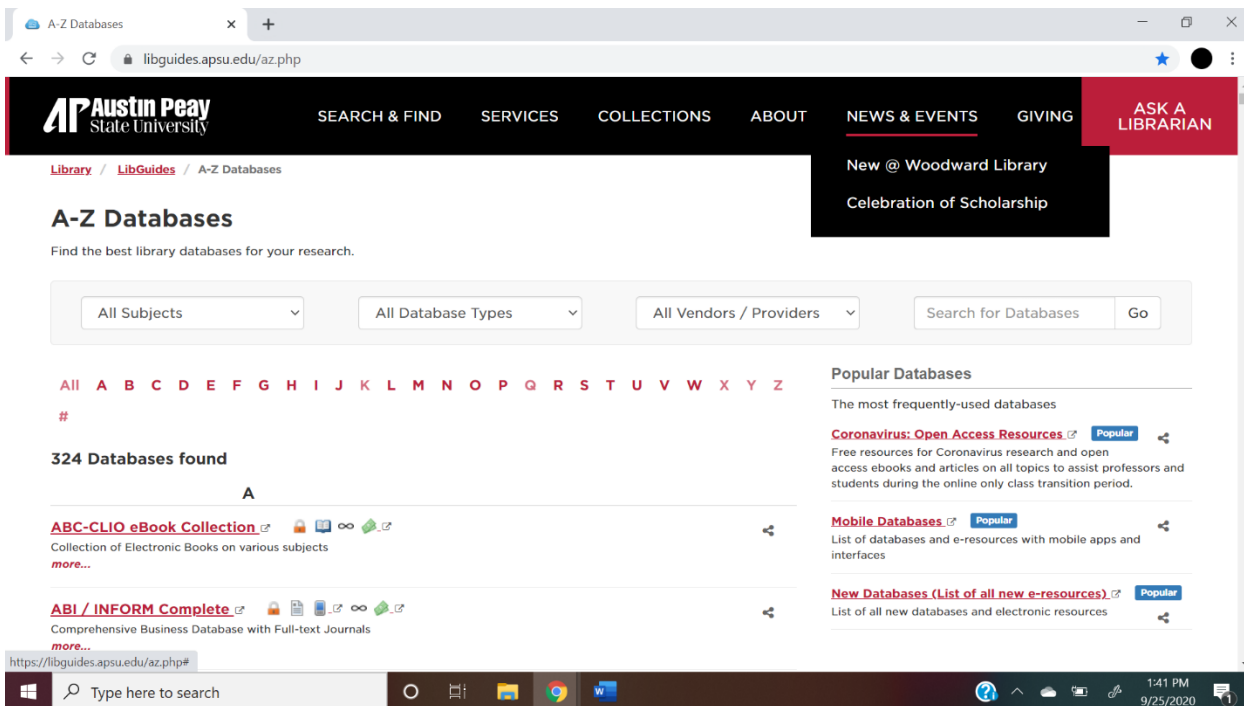 A-Z Databases
libguides.apsu.edu/az.php
AP Austin Peay
State University
SEARCH & FIND SERVICES COLLECTIONS ABOUT NEWS & EVENTS GIVING
ASK A
LIBRARIAN
New @ Woodward Library
Celebration of Scholarship
Library / LibGuides / A-Z Databases
A-Z Databases
Find the best library databases for your research.
All Subjects All Database Types All Vendors / Providers Search for Databases Go
All A B C D E F G H I J K L M N O P Q R S T U V W X Y Z
#
324 Databases found
A
ABC-CLIO eBook Collection
Collection of Electronic Books on various subjects
more...
ABI / INFORM Complete
Comprehensive Business Database with Full-text Journals
more...
Popular Databases
The most frequently-used databases
Coronavirus: Open Access Resources Popular
Free resources for Coronavirus research and open
access ebooks and articles on all topics to assist professors and
students during the online only class transition period.
Mobile Databases Popular
List of databases and e-resources with mobile apps and
interfaces
New Databases (List of all new e-resources) Popular
List of all new databases and electronic resources
https://libguides.apsu.edu/az.php#
Type here to search
1:41 PM
9/25/2020
1